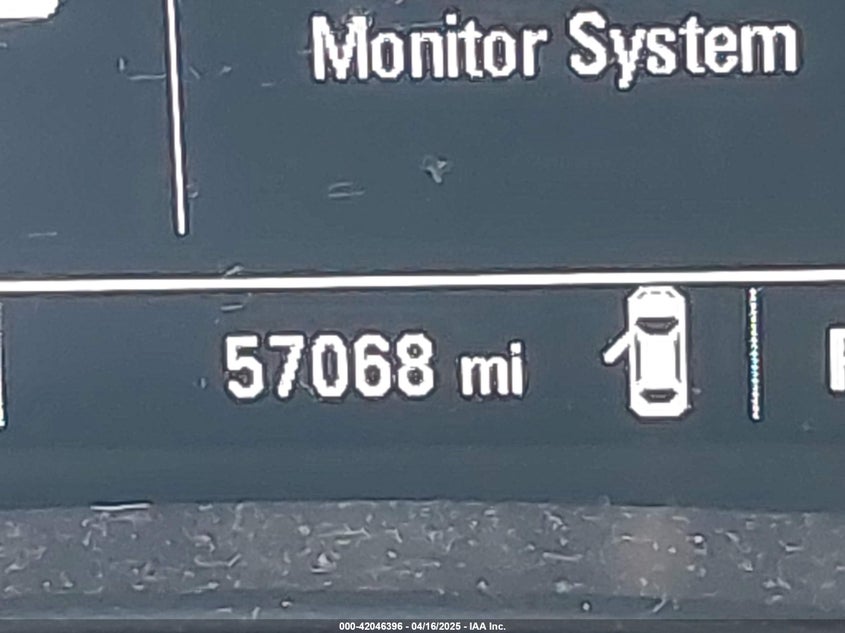 Monitor System
57068 mi
000-42046396 - 04/16/2025 - IAA Inc.